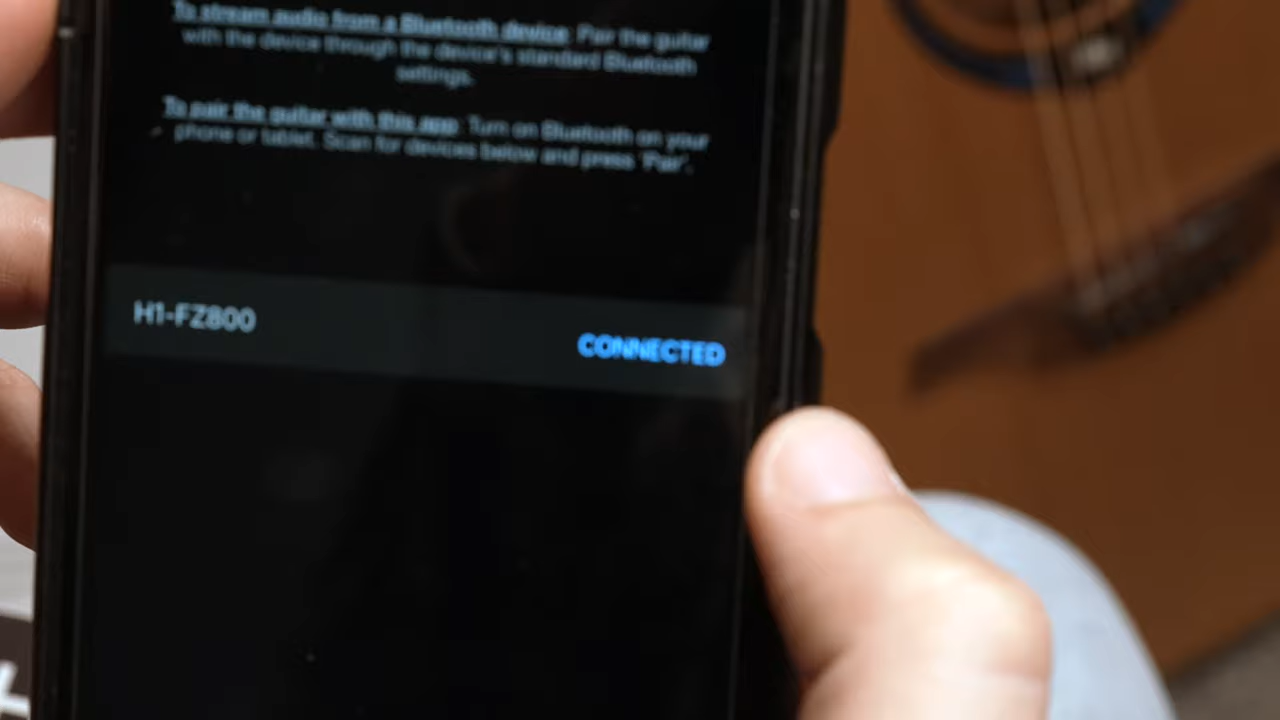 To stream audio from a Bluetooth device: Pair the guitar
with the device through the device's standard Bluetooth
settings.
To pair the guitar with this app: Turn on Bluetooth on your
phone or tablet. Scan for devices below and press 'Pair'.
H1-FZ800
CONNECTED